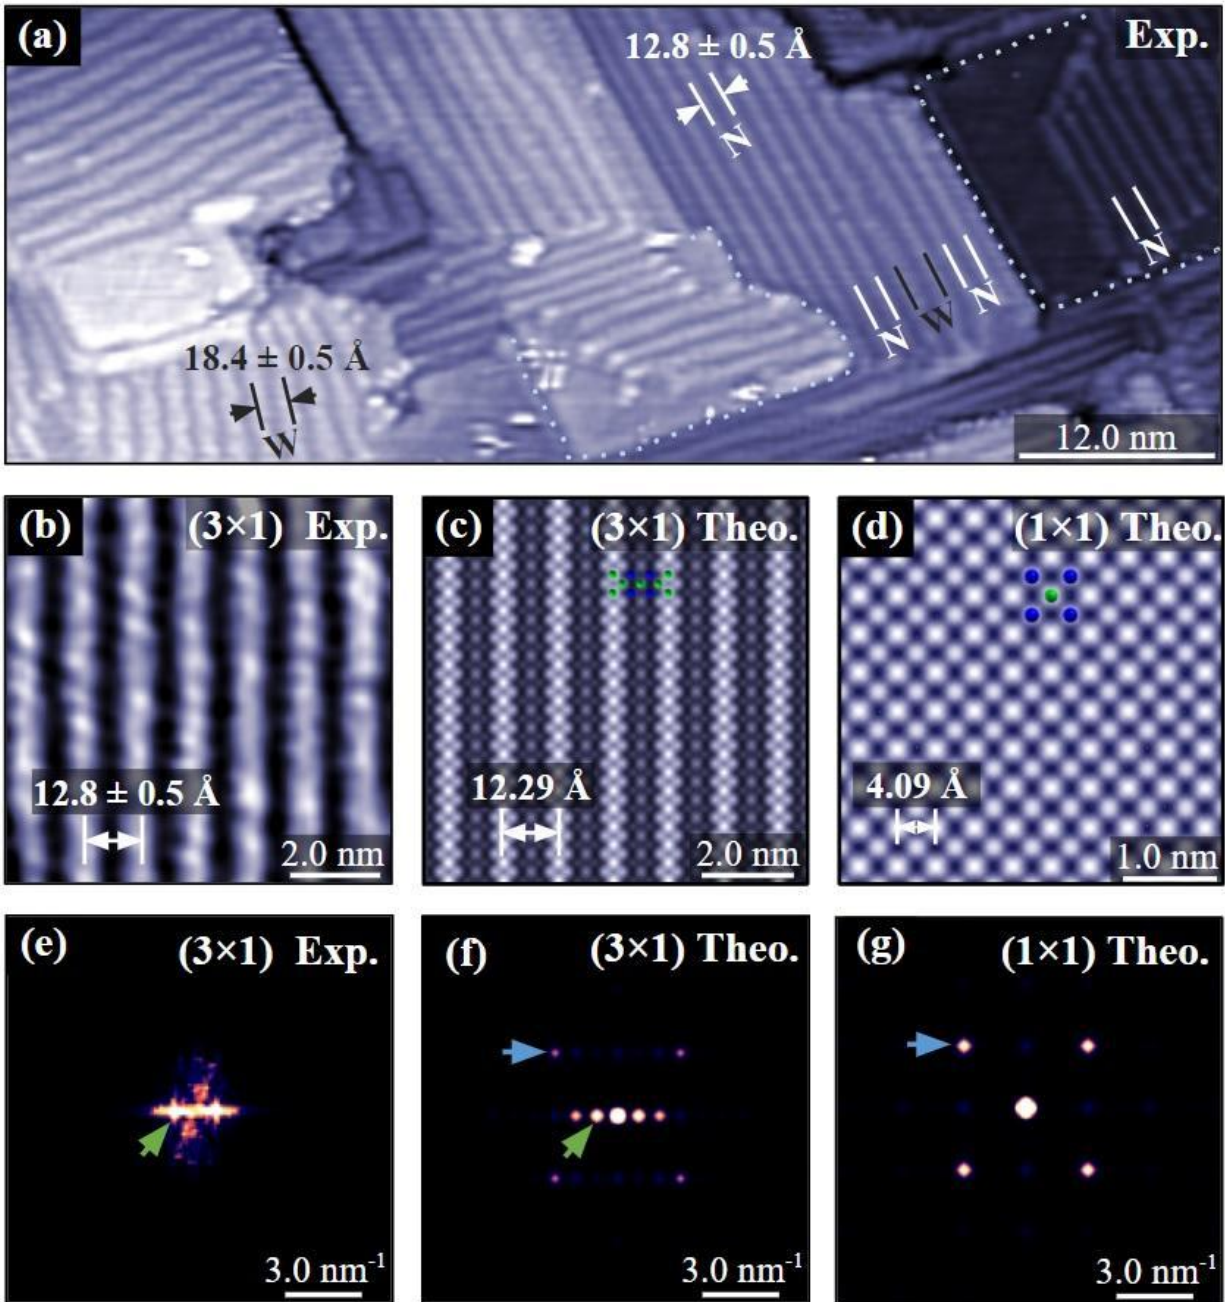 (a)
Exp.
12.8 ± 0.5 Å
N
N
N
W
N
18.4 ± 0.5 Å
W
12.0 nm
(b)
(3×1) Exp.
12.8 ± 0.5 Å
2.0 nm
(c)
(3×1) Theo.
12.29 Å
2.0 nm
(d)
(1×1) Theo.
4.09 Å
1.0 nm
(e)
(3×1) Exp.
3.0 nm⁻¹
(f)
(3×1) Theo.
3.0 nm⁻¹
(g)
(1×1) Theo.
3.0 nm⁻¹